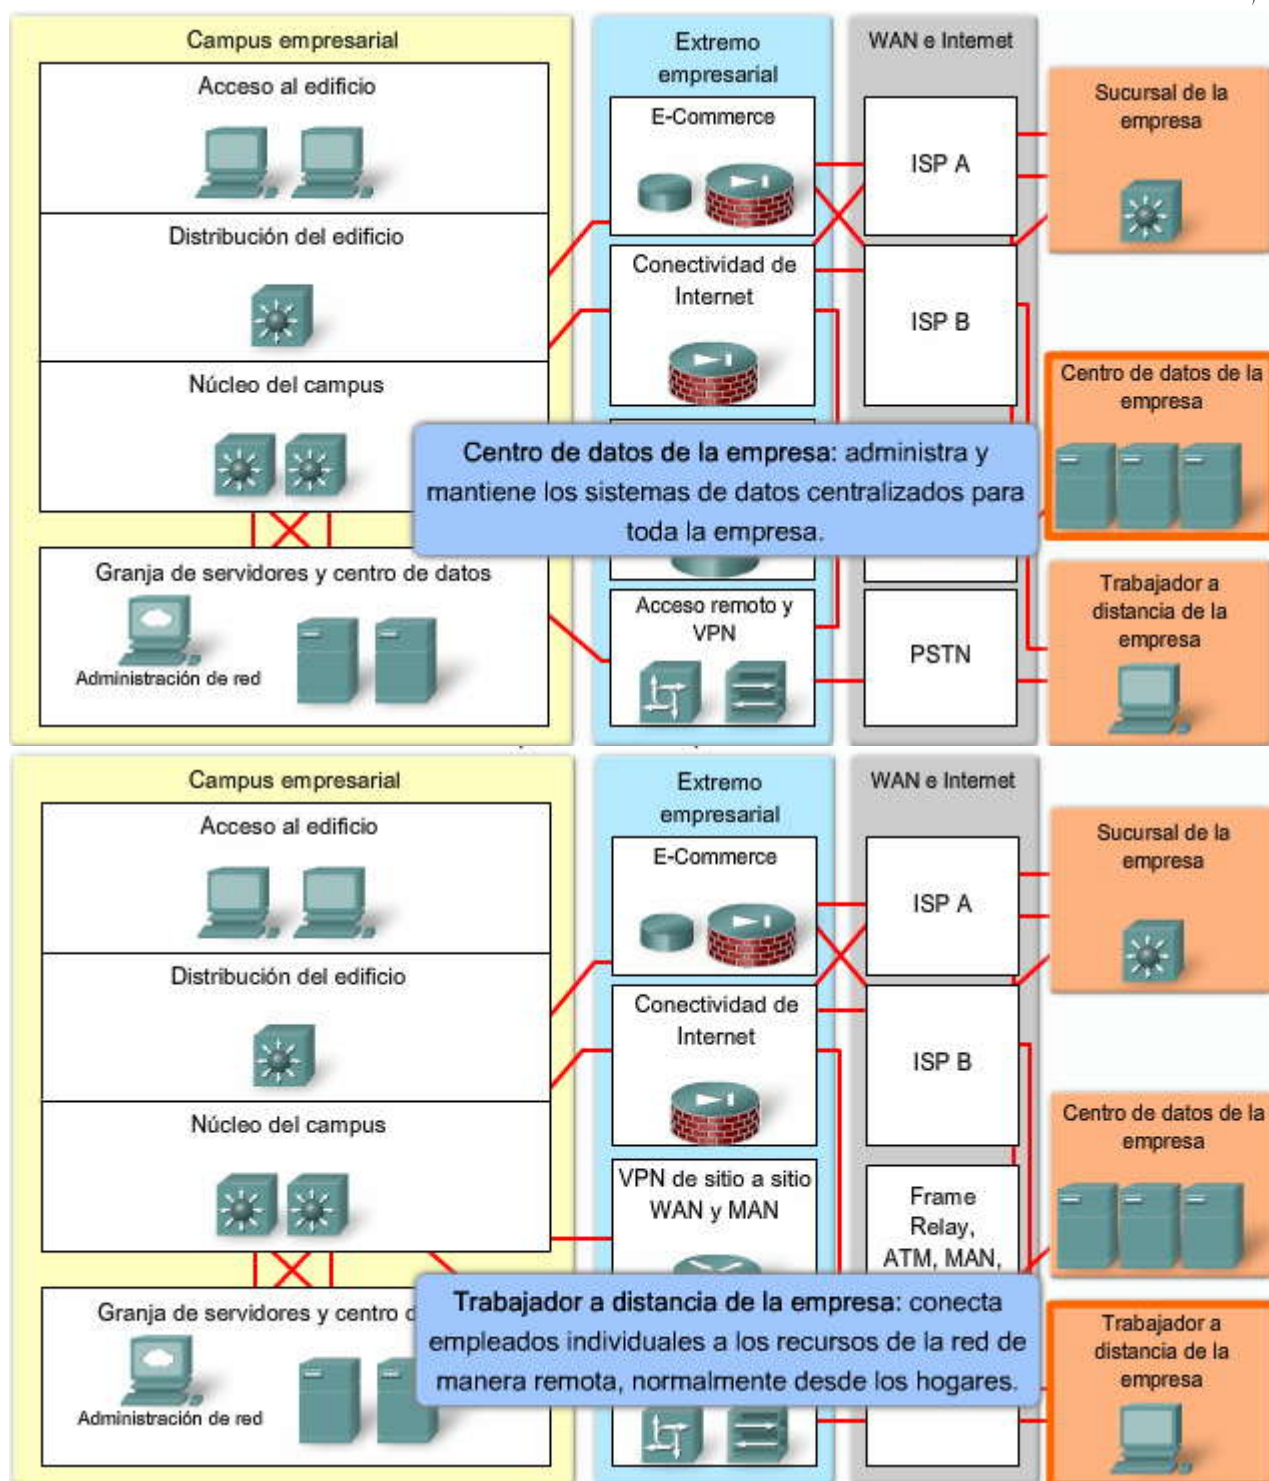 Campus empresarial
Acceso al edificio
Distribución del edificio
Núcleo del campus
Granja de servidores y centro de datos
Administración de red
Extremo
empresarial
E-Commerce
Conectividad de
Internet
Acceso remoto y
VPN
WAN e Internet
ISP A
ISP B
PSTN
Sucursal de la
empresa
Centro de datos de la
empresa
Trabajador a
distancia de la
empresa
Centro de datos de la empresa: administra y
mantiene los sistemas de datos centralizados para
toda la empresa.
Campus empresarial
Acceso al edificio
Distribución del edificio
Núcleo del campus
Granja de servidores y centro d
Administración de red
Extremo
empresarial
E-Commerce
Conectividad de
Internet
VPN de sitio a sitio
WAN y MAN
WAN e Internet
ISP A
ISP B
Frame
Relay,
ATM, MAN,
Sucursal de la
empresa
Centro de datos de la
empresa
Trabajador a
distancia de la
empresa
Trabajador a distancia de la empresa: conecta
empleados individuales a los recursos de la red de
manera remota, normalmente desde los hogares.